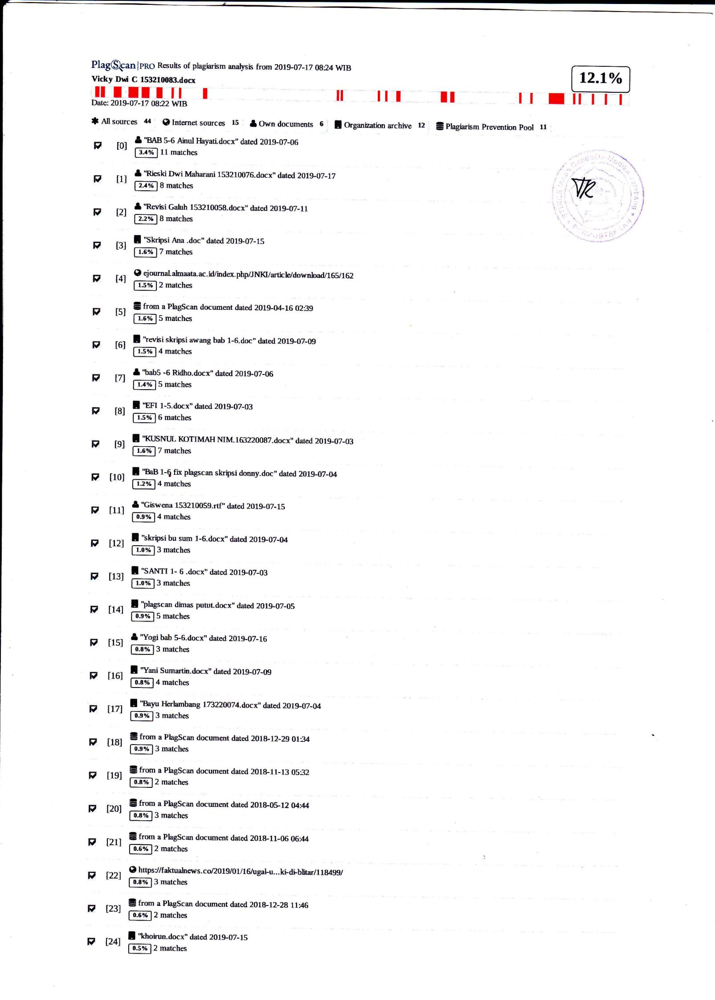 PlagScan|PRO Results of plagiarism analysis from 2019-07-17 08:24 WIB
12.1%
Vicky Dwi C 153210083.docx
Date: 2019-07-17 08:22 WIB
All sources 44 Internet sources 15 Own documents 6 Organization archive 12 Plagiarism Prevention Pool 11
[0] "BAB 5-6 Ainul Hayati.docx" dated 2019-07-06
3.4% 11 matches
[1] "Rieski Dwi Maharani 153210076.docx" dated 2019-07-17
2.4% 8 matches
[2] "Revisi Galuh 153210058.docx" dated 2019-07-11
2.2% 8 matches
[3] "Skripsi Ana .doc" dated 2019-07-15
1.6% 7 matches
[4] ejournal.almaata.ac.id/index.php/JNKI/article/download/165/162
1.5% 2 matches
[5] from a PlagScan document dated 2019-04-16 02:39
1.6% 5 matches
[6] "revisi skripsi awang bab 1-6.doc" dated 2019-07-09
1.5% 4 matches
[7] "bab5 -6 Ridho.docx" dated 2019-07-06
1.4% 5 matches
[8] "EFI 1-5.docx" dated 2019-07-03
1.5% 6 matches
[9] "KUSNUL KOTIMAH NIM.163220087.docx" dated 2019-07-03
1.6% 7 matches
[10] "BaB 1-6 fix plagscan skripsi donny.doc" dated 2019-07-04
1.2% 4 matches
[11] "Giswena 153210059.rtf" dated 2019-07-15
0.9% 4 matches
[12] "skripsi bu sum 1-6.docx" dated 2019-07-04
1.0% 3 matches
[13] "SANTI 1- 6 .docx" dated 2019-07-03
1.0% 3 matches
[14] "plagscan dimas putut.docx" dated 2019-07-05
0.9% 5 matches
[15] "Yogi bab 5-6.docx" dated 2019-07-16
0.8% 3 matches
[16] "Yani Sumartin.docx" dated 2019-07-09
0.8% 4 matches
[17] "Bayu Herlambang 173220074.docx" dated 2019-07-04
0.9% 3 matches
[18] from a PlagScan document dated 2018-12-29 01:34
0.9% 3 matches
[19] from a PlagScan document dated 2018-11-13 05:32
0.8% 2 matches
[20] from a PlagScan document dated 2018-05-12 04:44
0.8% 3 matches
[21] from a PlagScan document dated 2018-11-06 06:44
0.6% 2 matches
[22] https://faktualnews.co/2019/01/16/ugal-u...ki-di-blitar/118499/
0.8% 3 matches
[23] from a PlagScan document dated 2018-12-28 11:46
0.6% 2 matches
[24] "khoirun.docx" dated 2019-07-15
0.5% 2 matches